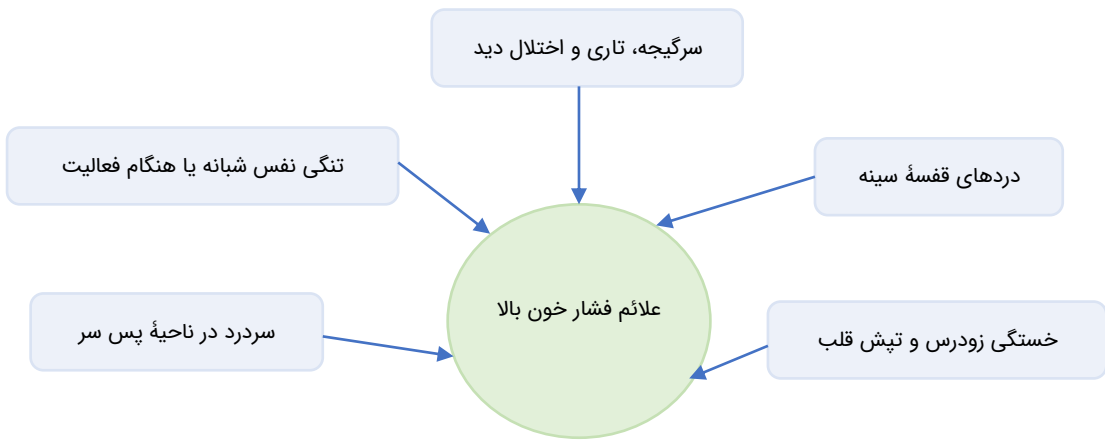 سرگیجه، تاری و اختلال دید
دردهای قفسهٔ سینه
تنگی نفس شبانه یا هنگام فعالیت
علائم فشار خون بالا
خستگی زودرس و تپش قلب
سردرد در ناحیهٔ پس سر